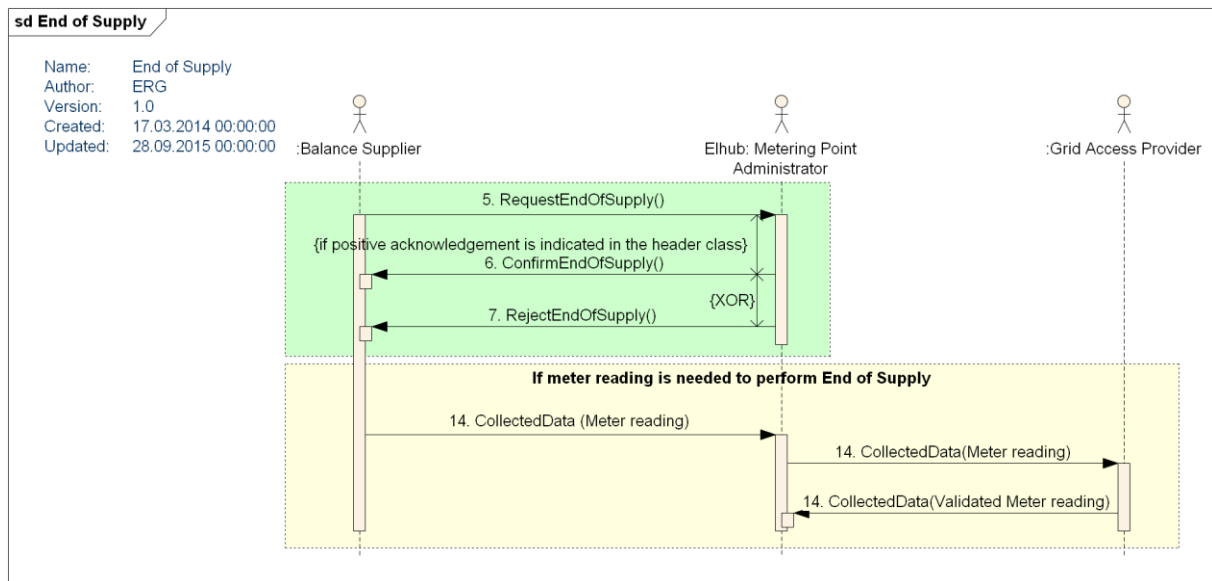 sd End of Supply
Name: End of Supply
Author: ERG
Version: 1.0
Created: 17.03.2014 00:00:00
Updated: 28.09.2015 00:00:00
:Balance Supplier
Elhub: Metering Point
Administrator
:Grid Access Provider
5. RequestEndOfSupply()
{if positive acknowledgement is indicated in the header class}
6. ConfirmEndOfSupply()
{XOR}
7. RejectEndOfSupply()
If meter reading is needed to perform End of Supply
14. CollectedData (Meter reading)
14. CollectedData(Meter reading)
14. CollectedData(Validated Meter reading)